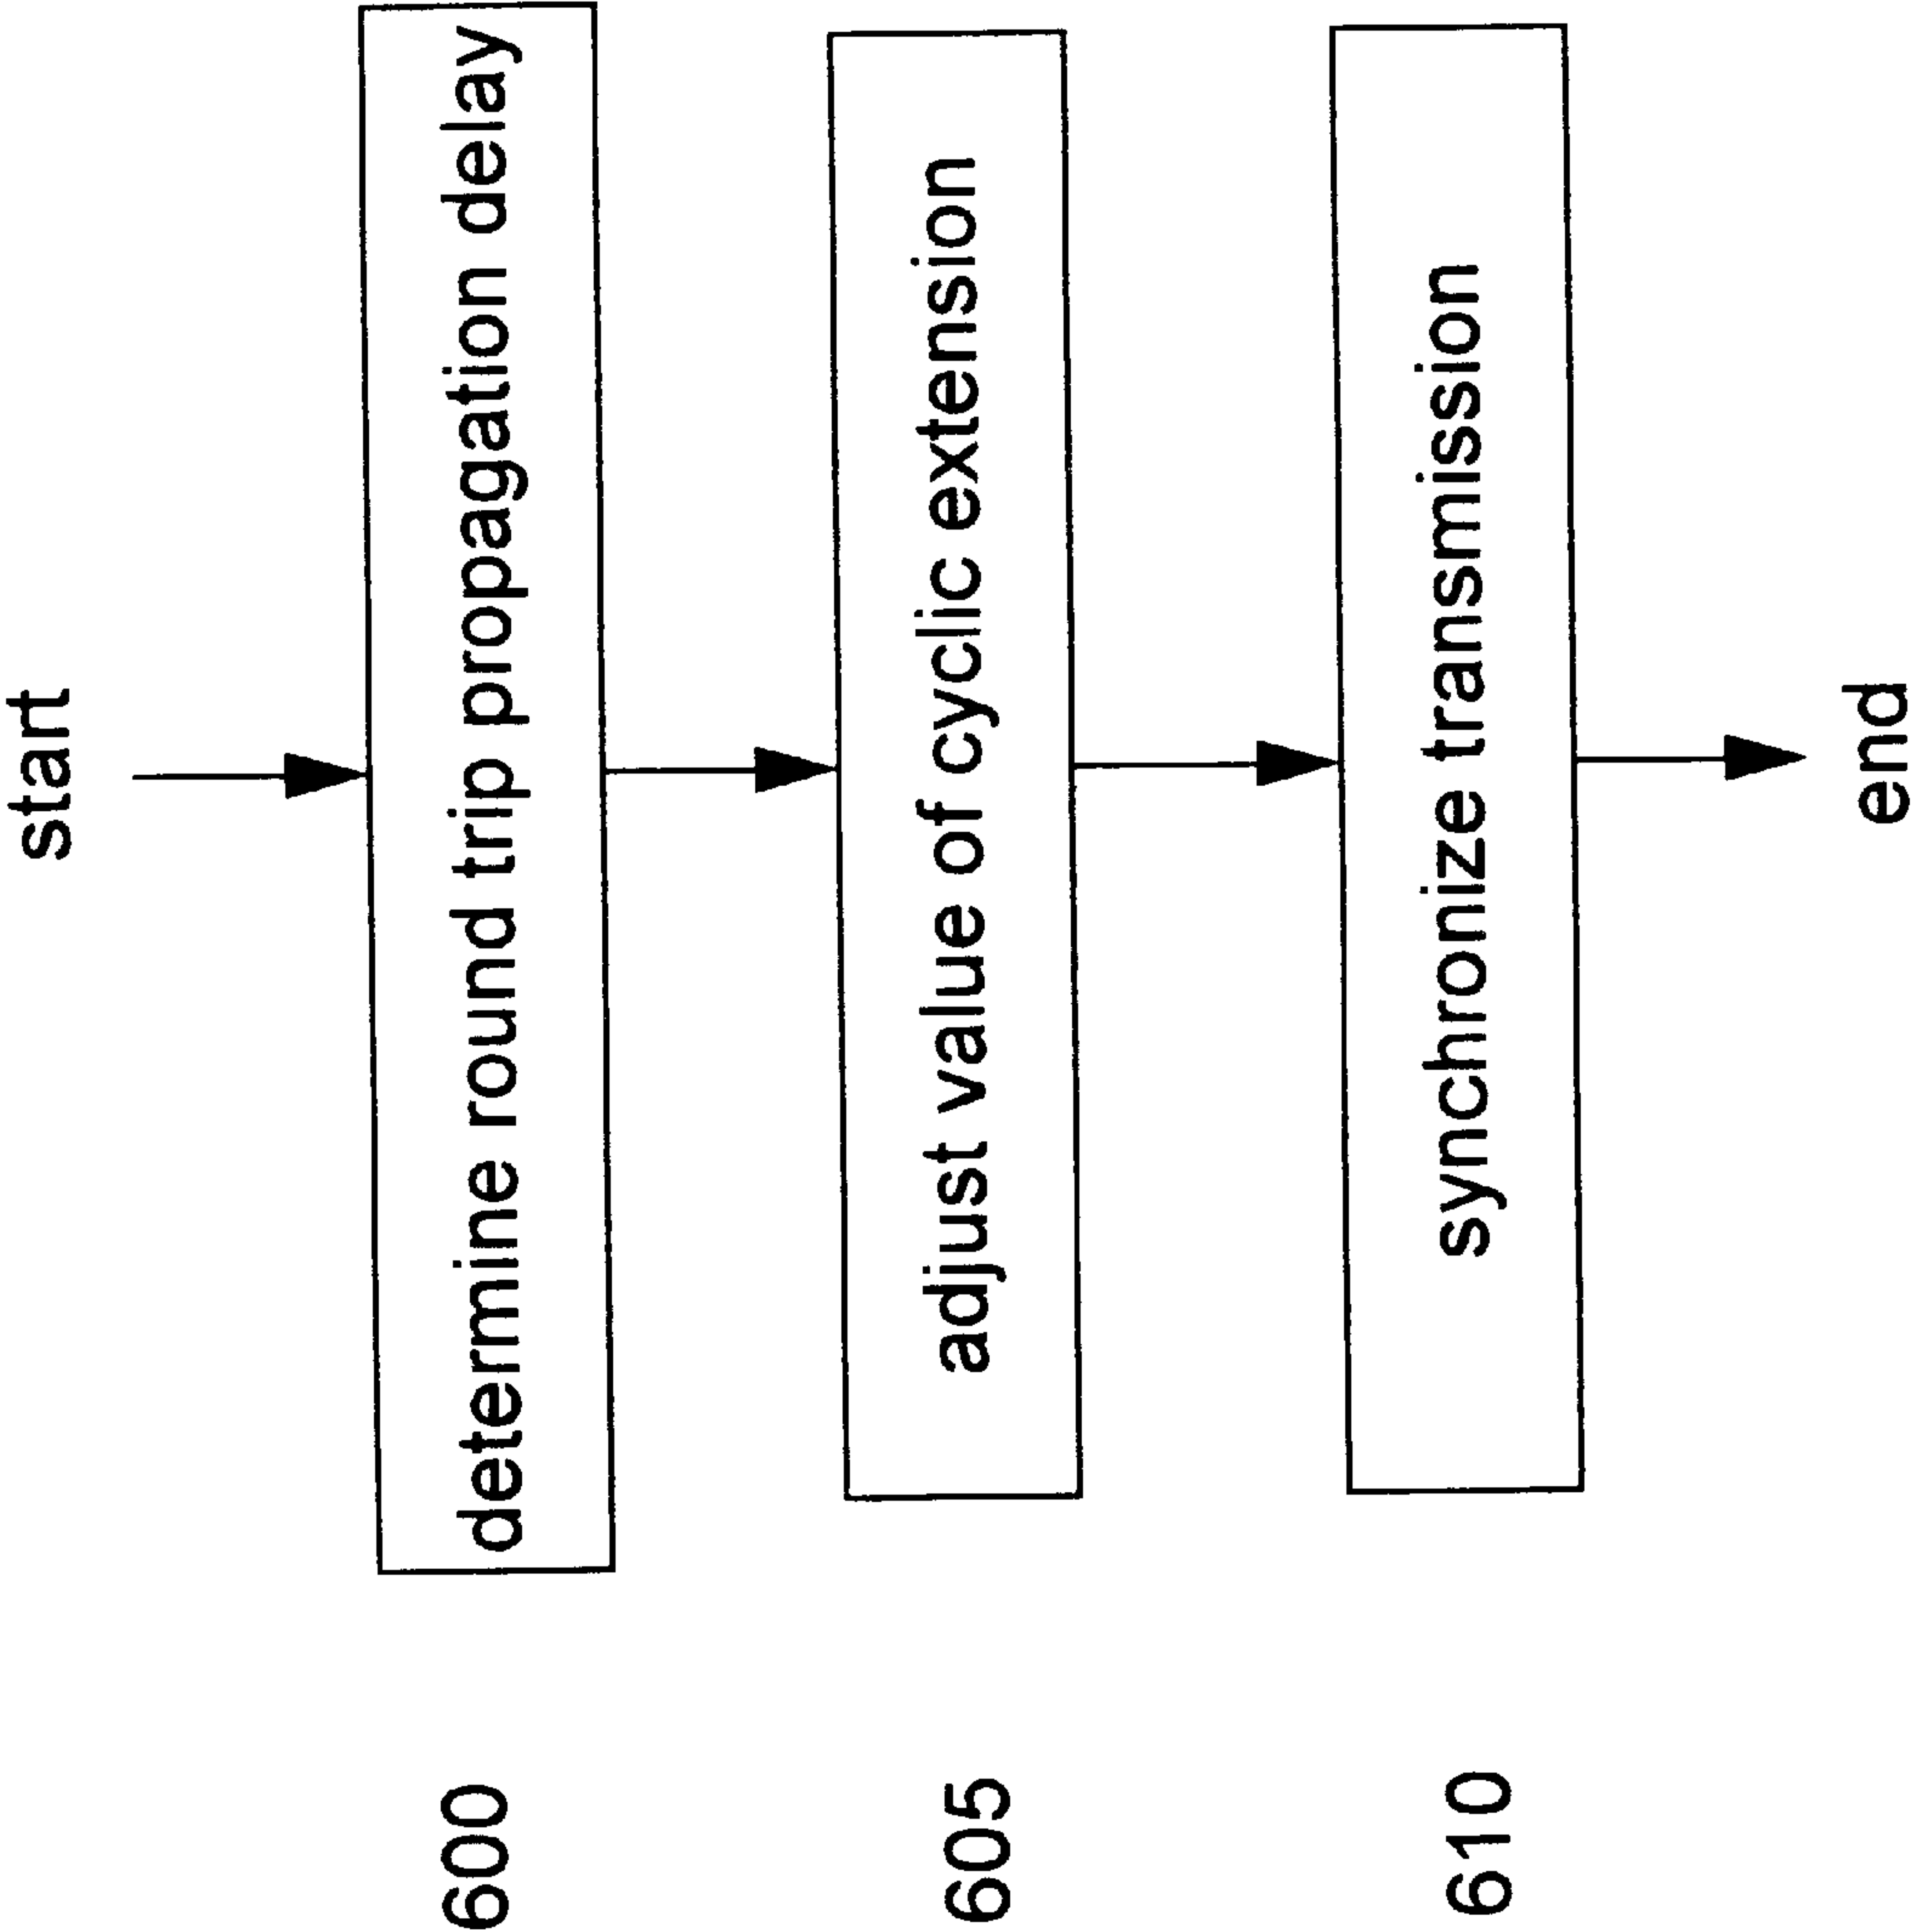 start
600 determine round trip propagation delay
605 adjust value of cyclic extension
610 synchronize transmission
end